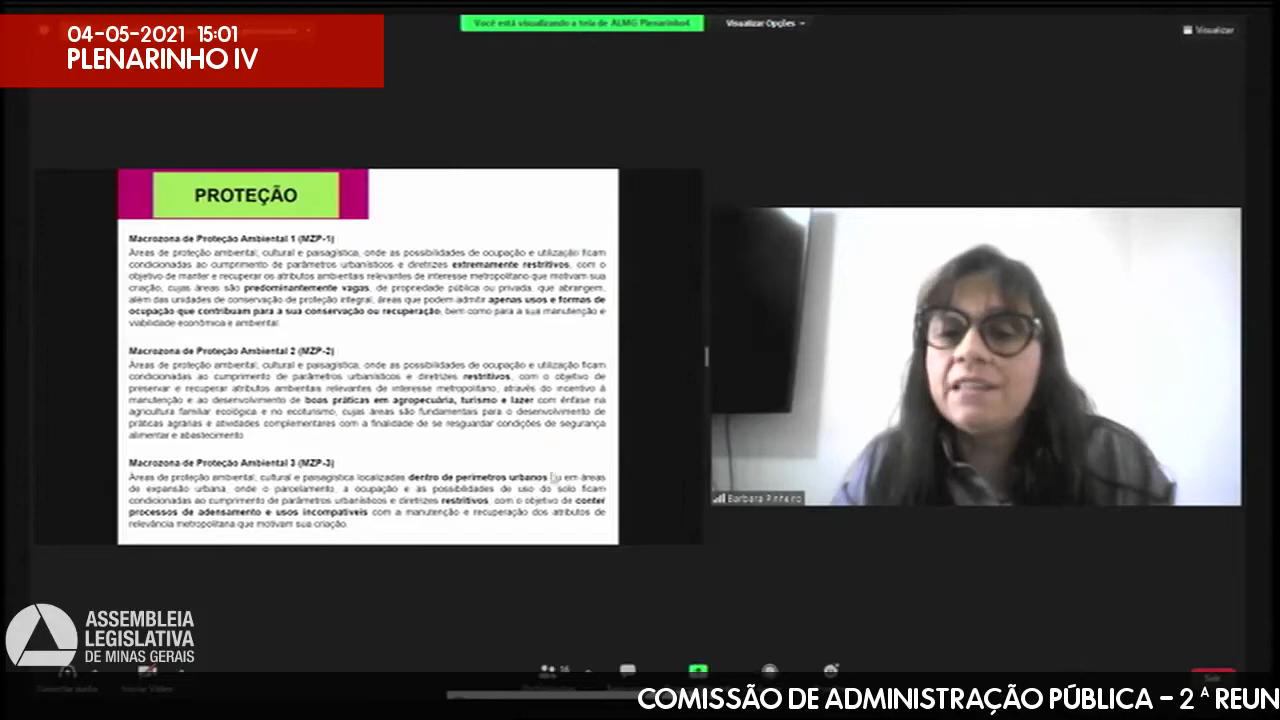 04-05-2021 15:01
PLENARINHO IV
Você está visualizando a tela de ALMG Plenarinho4
Visualizar Opções
Visualizar
PROTEÇÃO
Macrozona de Proteção Ambiental 1 (MZP-1)
Áreas de proteção ambiental, cultural e paisagística, onde as possibilidades de ocupação e utilização ficam
condicionadas ao cumprimento de parâmetros urbanísticos e diretrizes extremamente restritivos, com o
objetivo de manter e recuperar os atributos ambientais relevantes de interesse metropolitano que motivam sua
criação, cujas áreas são predominantemente vagas, de propriedade pública ou privada, que abrangem,
além das unidades de conservação de proteção integral, áreas que podem admitir apenas usos e formas de
ocupação que contribuam para a sua conservação ou recuperação, bem como para a sua manutenção e
viabilidade econômica e ambiental.
Macrozona de Proteção Ambiental 2 (MZP-2)
Áreas de proteção ambiental, cultural e paisagística, onde as possibilidades de ocupação e utilização ficam
condicionadas ao cumprimento de parâmetros urbanísticos e diretrizes restritivos, com o objetivo de
preservar e recuperar atributos ambientais relevantes de interesse metropolitano, através do incentivo à
manutenção e ao desenvolvimento de boas práticas em agropecuária, turismo e lazer com ênfase na
agricultura familiar ecológica e no ecoturismo, cujas áreas são fundamentais para o desenvolvimento de
práticas agrárias e atividades complementares com a finalidade de se resguardar condições de segurança
alimentar e abastecimento
Macrozona de Proteção Ambiental 3 (MZP-3)
Áreas de proteção ambiental, cultural e paisagística localizadas dentro de perímetros urbanos ou em áreas
de expansão urbana, onde o parcelamento, a ocupação e as possibilidades de uso do solo ficam
condicionadas ao cumprimento de parâmetros urbanísticos e diretrizes restritivos, com o objetivo de conter
processos de adensamento e usos incompatíveis com a manutenção e recuperação dos atributos de
relevância metropolitana que motivam sua criação.
Barbara Pinheiro
ASSEMBLEIA
LEGISLATIVA
DE MINAS GERAIS
16
Conectar áudio
Iniciar Vídeo
Sair
COMISSÃO DE ADMINISTRAÇÃO PÚBLICA – 2 ª REUN